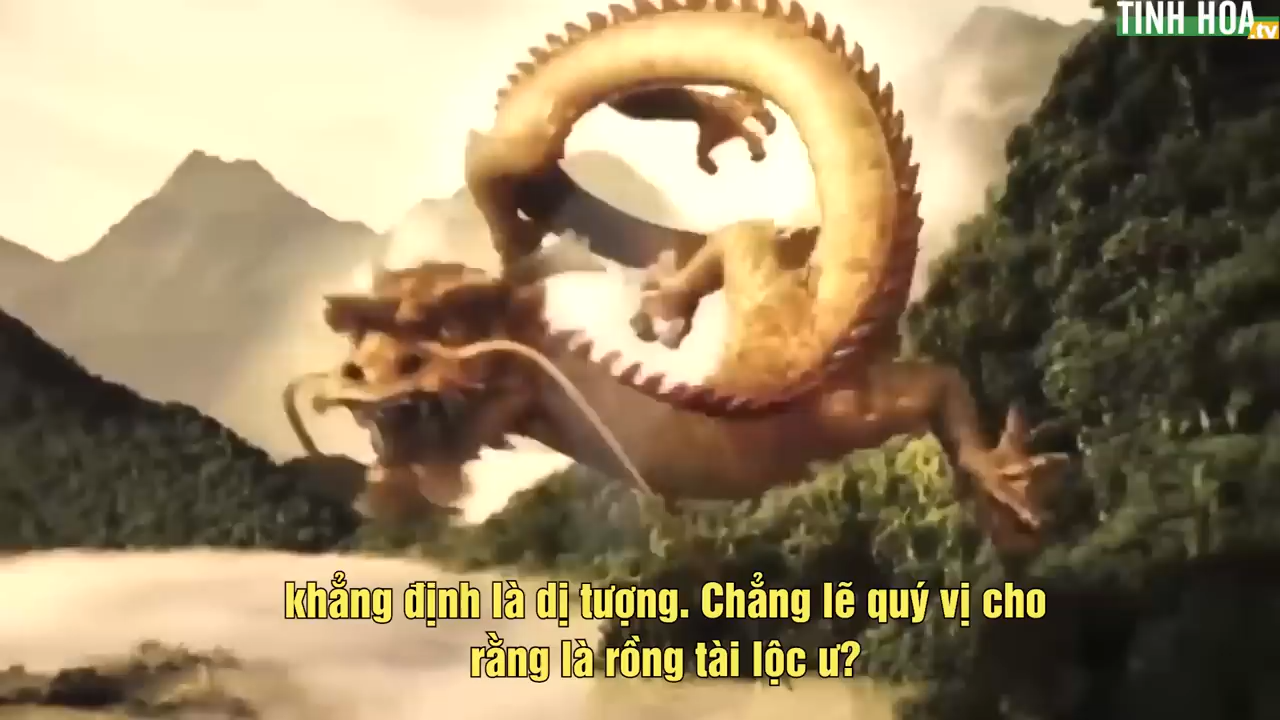 TINH HOA
.tv
khẳng định là dị tượng. Chẳng lẽ quý vị cho
rằng là rồng tài lộc ư?